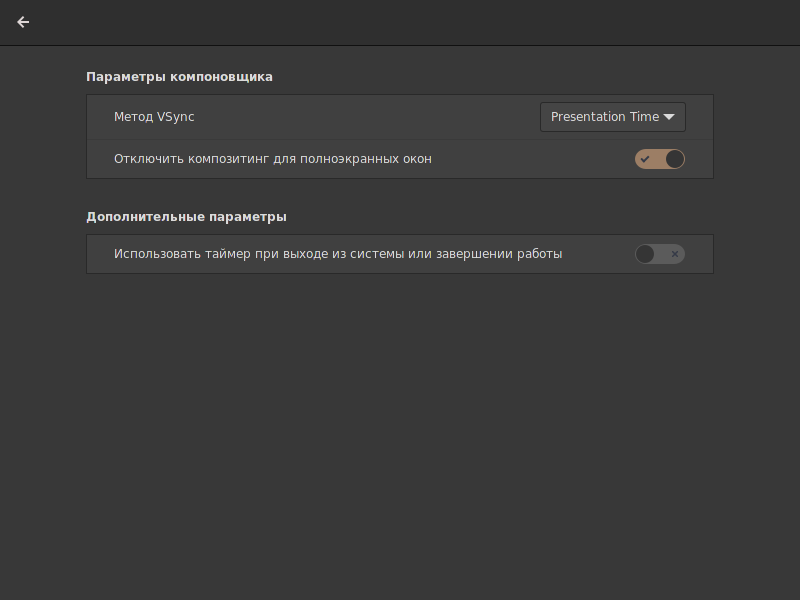 Параметры компоновщика
Метод VSync
Presentation Time
Отключить композитинг для полноэкранных окон
Дополнительные параметры
Использовать таймер при выходе из системы или завершении работы